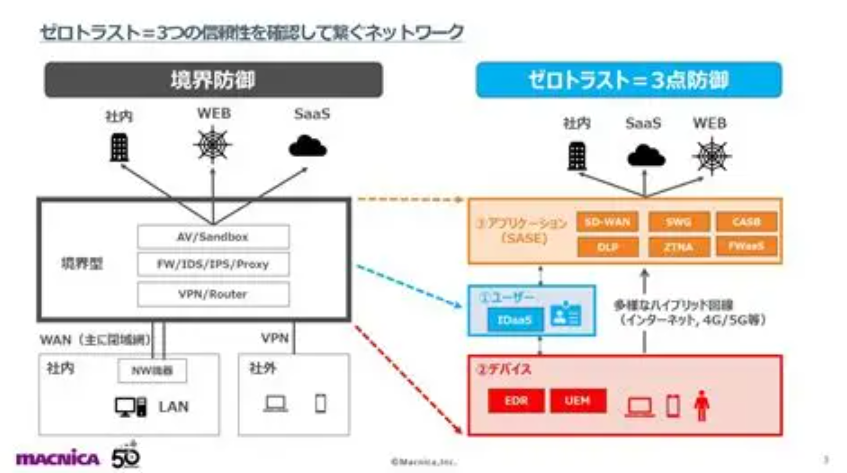 ゼロトラスト=3つの信頼性を確認して繋ぐネットワーク
境界防御
社内
WEB
SaaS
境界型
AV/Sandbox
FW/IDS/IPS/Proxy
VPN/Router
WAN(主に閉域網)
VPN
社内
NW機器
LAN
社外
ゼロトラスト=3点防御
社内
SaaS
WEB
③アプリケーション
(SASE)
SD-WAN
SWG
CASB
DLP
ZTNA
FWaaS
①ユーザー
IDaaS
多様なハイブリッド回線
(インターネット, 4G/5G等)
②デバイス
EDR
UEM
MACNICA
50
©Macnica,Inc.
3